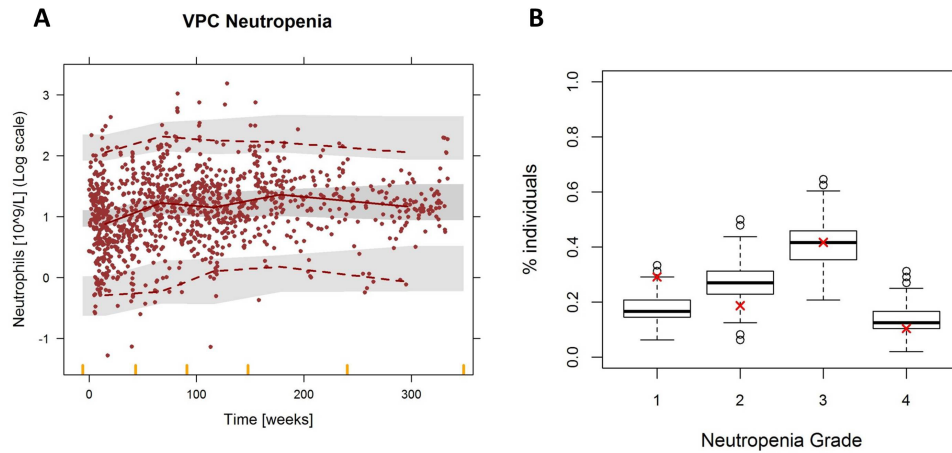 A
VPC Neutropenia
Neutrophils [10^9/L] (Log scale)
3
2
1
0
-1
0
100
200
300
Time [weeks]
B
% individuals
1.0
0.8
0.6
0.4
0.2
0.0
1
2
3
4
Neutropenia Grade